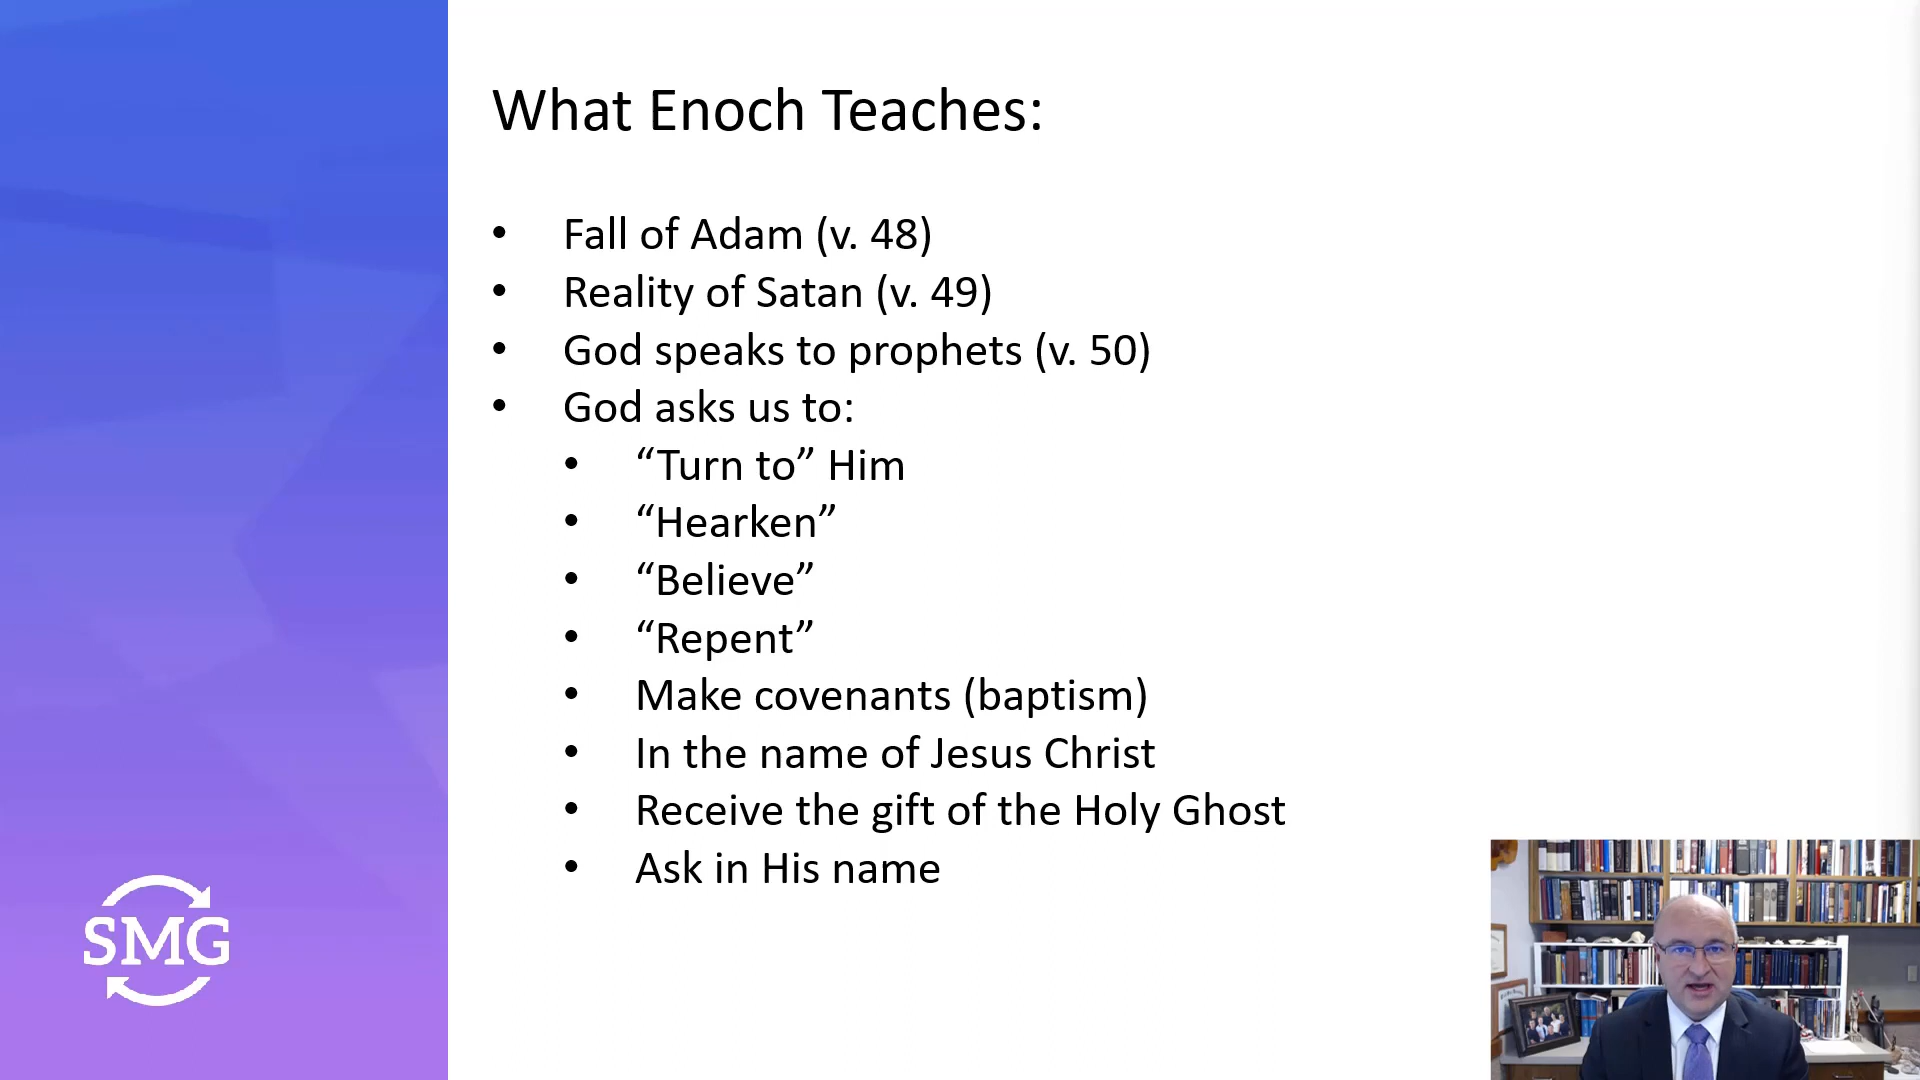 What Enoch Teaches:
• Fall of Adam (v. 48)
• Reality of Satan (v. 49)
• God speaks to prophets (v. 50)
• God asks us to:
• “Turn to” Him
• “Hearken”
• “Believe”
• “Repent”
• Make covenants (baptism)
• In the name of Jesus Christ
• Receive the gift of the Holy Ghost
• Ask in His name
SMG